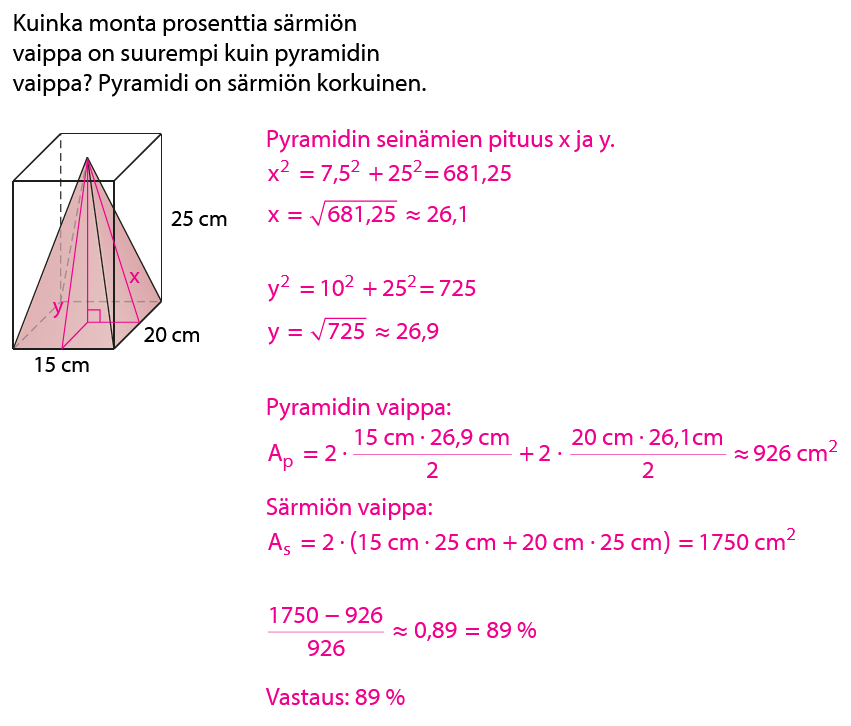 Kuinka monta prosenttia särmiön
vaippa on suurempi kuin pyramidin
vaippa? Pyramidi on särmiön korkuinen.
25 cm
x
y
20 cm
15 cm
Pyramidin seinämien pituus x ja y.
x² = 7,5² + 25² = 681,25
x = √681,25 ≈ 26,1
y² = 10² + 25² = 725
y = √725 ≈ 26,9
Pyramidin vaippa:
Aₚ = 2 · (15 cm · 26,9 cm)/2 + 2 · (20 cm · 26,1cm)/2 ≈ 926 cm²
Särmiön vaippa:
Aₛ = 2 · (15 cm · 25 cm + 20 cm · 25 cm) = 1750 cm²
(1750 − 926)/926 ≈ 0,89 = 89 %
Vastaus: 89 %